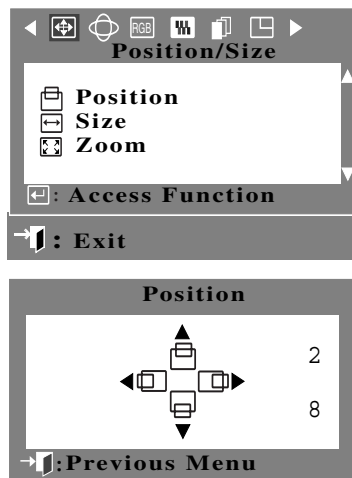 RGB
Position/Size
Position
Size
Zoom
: Access Function
: Exit
Position
2
8
:Previous Menu